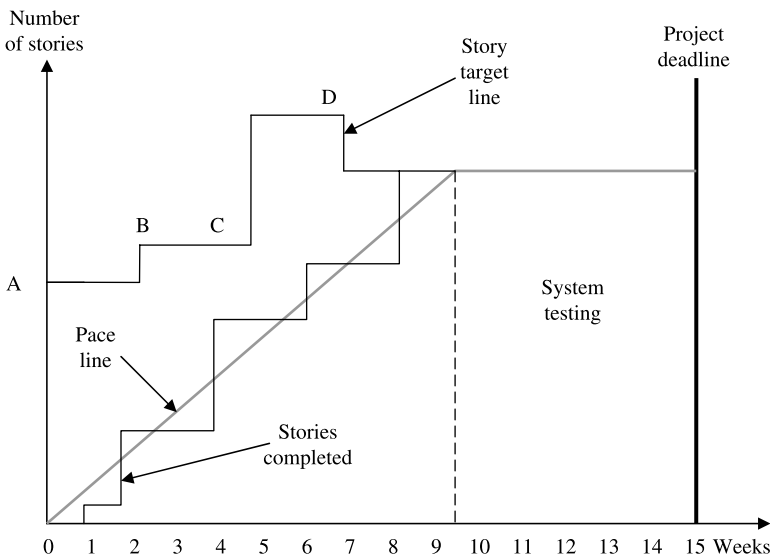 Number
of stories
Project
deadline
Story
target
line
D
B
C
A
System
testing
Pace
line
Stories
completed
0 1 2 3 4 5 6 7 8 9 10 11 12 13 14 15 Weeks